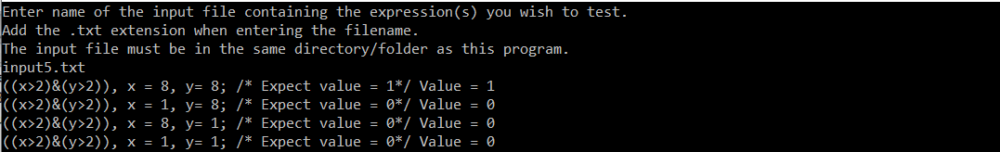 Enter name of the input file containing the expression(s) you wish to test.
Add the .txt extension when entering the filename.
The input file must be in the same directory/folder as this program.
input5.txt
((x>2)&(y>2)), x = 8, y= 8; /* Expect value = 1*/ Value = 1
((x>2)&(y>2)), x = 1, y= 8; /* Expect value = 0*/ Value = 0
((x>2)&(y>2)), x = 8, y= 1; /* Expect value = 0*/ Value = 0
((x>2)&(y>2)), x = 1, y= 1; /* Expect value = 0*/ Value = 0